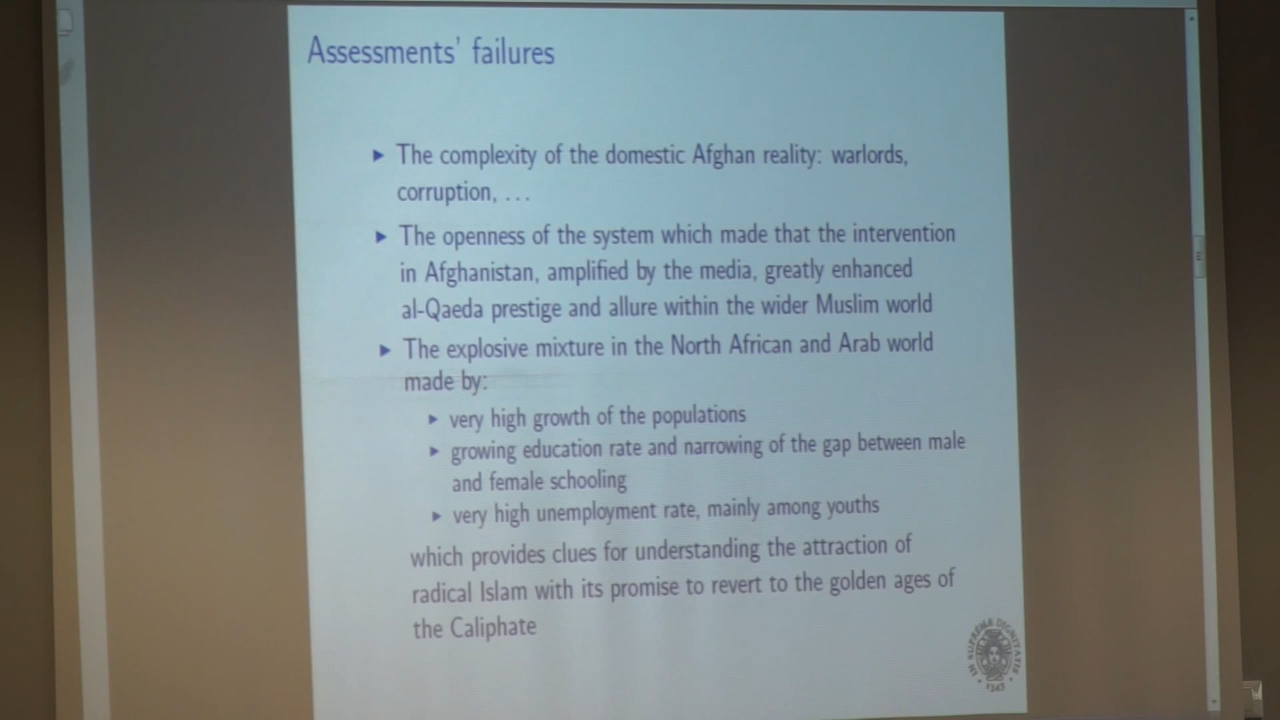 Assessments' failures
▶ The complexity of the domestic Afghan reality: warlords,
corruption, ...
▶ The openness of the system which made that the intervention
in Afghanistan, amplified by the media, greatly enhanced
al-Qaeda prestige and allure within the wider Muslim world
▶ The explosive mixture in the North African and Arab world
made by:
▶ very high growth of the populations
▶ growing education rate and narrowing of the gap between male
and female schooling
▶ very high unemployment rate, mainly among youths
which provides clues for understanding the attraction of
radical Islam with its promise to revert to the golden ages of
the Caliphate
IN SUPREMA DIGNITATIS
1343